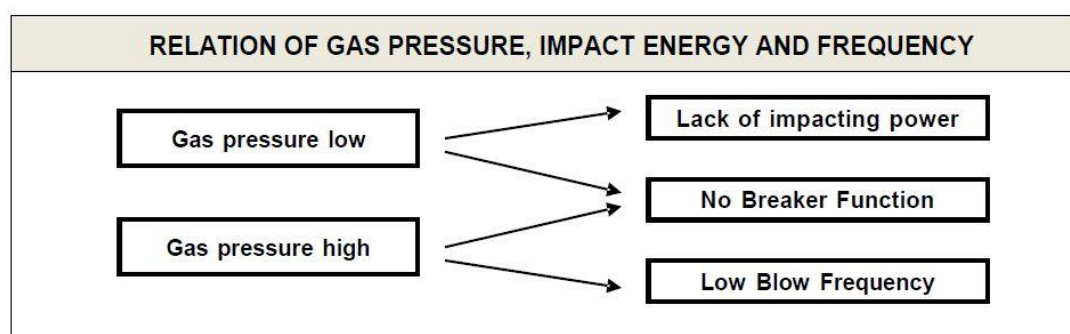 RELATION OF GAS PRESSURE, IMPACT ENERGY AND FREQUENCY
Gas pressure low
Gas pressure high
Lack of impacting power
No Breaker Function
Low Blow Frequency